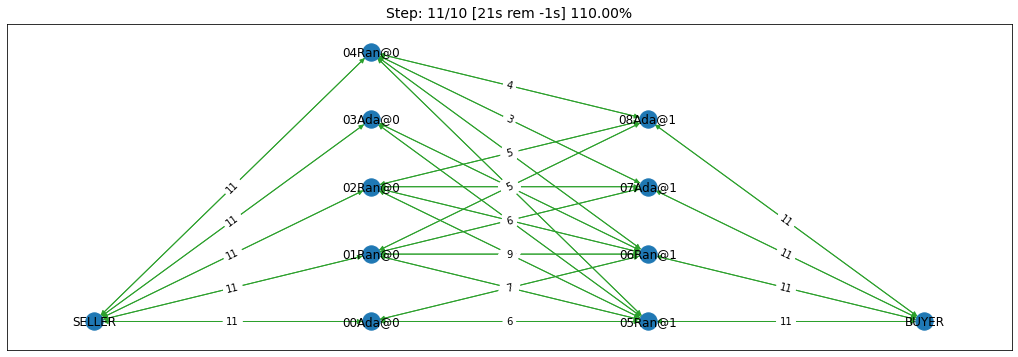 Step: 11/10 [21s rem -1s] 110.00%
04Ran@0
4
03Ada@0
3
08Ada@1
5
11
02Ran@0
5
07Ada@1
11
6
11
11
01Ran@0
9
06Ran@1
11
11
7
11
SELLER
11
00Ada@0
6
05Ran@1
11
BUYER